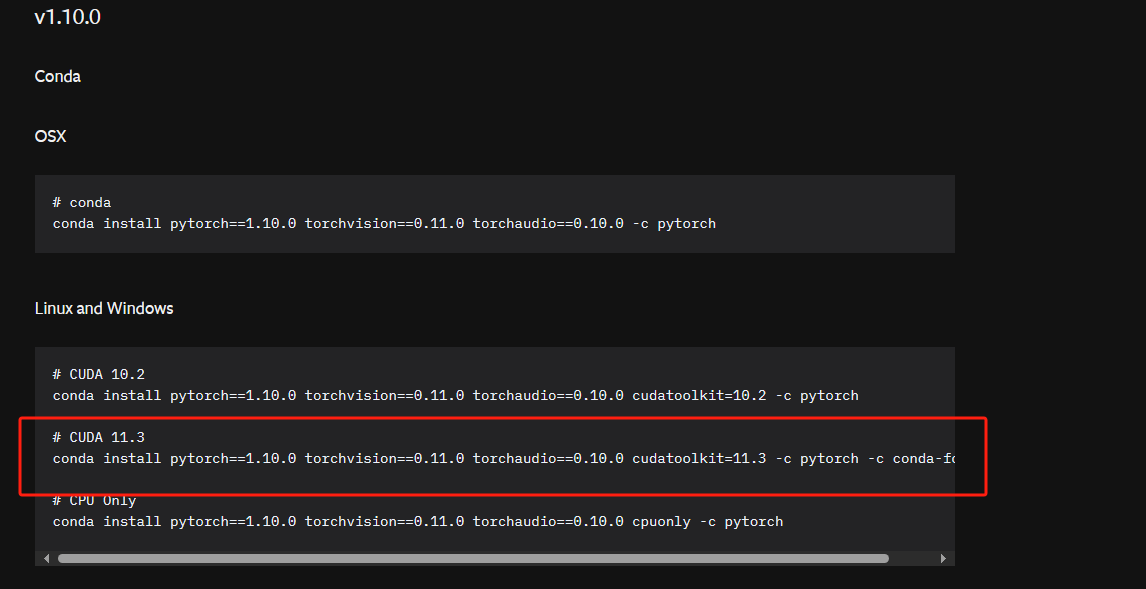 v1.10.0
Conda
OSX
# conda
conda install pytorch==1.10.0 torchvision==0.11.0 torchaudio==0.10.0 -c pytorch
Linux and Windows
# CUDA 10.2
conda install pytorch==1.10.0 torchvision==0.11.0 torchaudio==0.10.0 cudatoolkit=10.2 -c pytorch
# CUDA 11.3
conda install pytorch==1.10.0 torchvision==0.11.0 torchaudio==0.10.0 cudatoolkit=11.3 -c pytorch -c
# CPU Only
conda install pytorch==1.10.0 torchvision==0.11.0 torchaudio==0.10.0 cpuonly -c pytorch